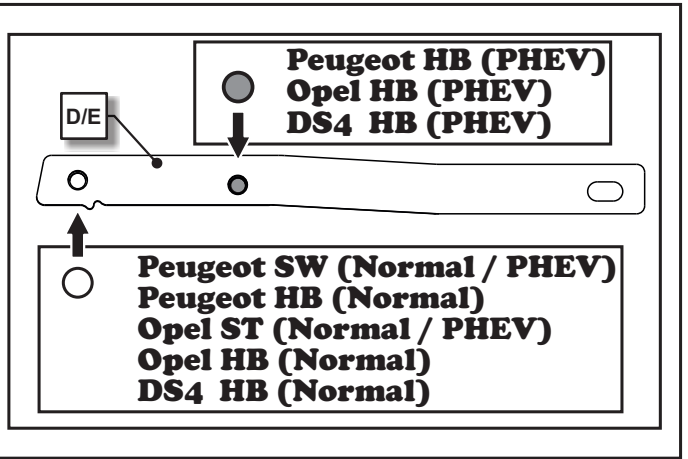 Peugeot HB (PHEV)
Opel HB (PHEV)
DS4 HB (PHEV)
D/E
Peugeot SW (Normal / PHEV)
Peugeot HB (Normal)
Opel ST (Normal / PHEV)
Opel HB (Normal)
DS4 HB (Normal)